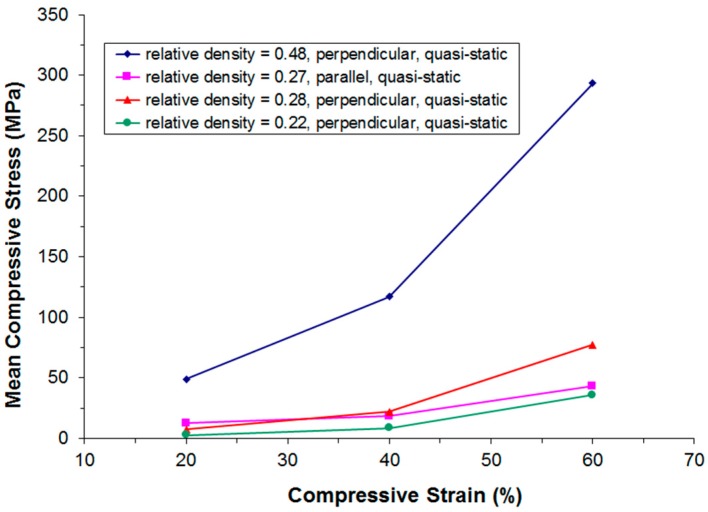 350
300
250
200
150
100
50
0
Mean Compressive Stress (MPa)
relative density = 0.48, perpendicular, quasi-static
relative density = 0.27, parallel, quasi-static
relative density = 0.28, perpendicular, quasi-static
relative density = 0.22, perpendicular, quasi-static
10 20 30 40 50 60 70
Compressive Strain (%)